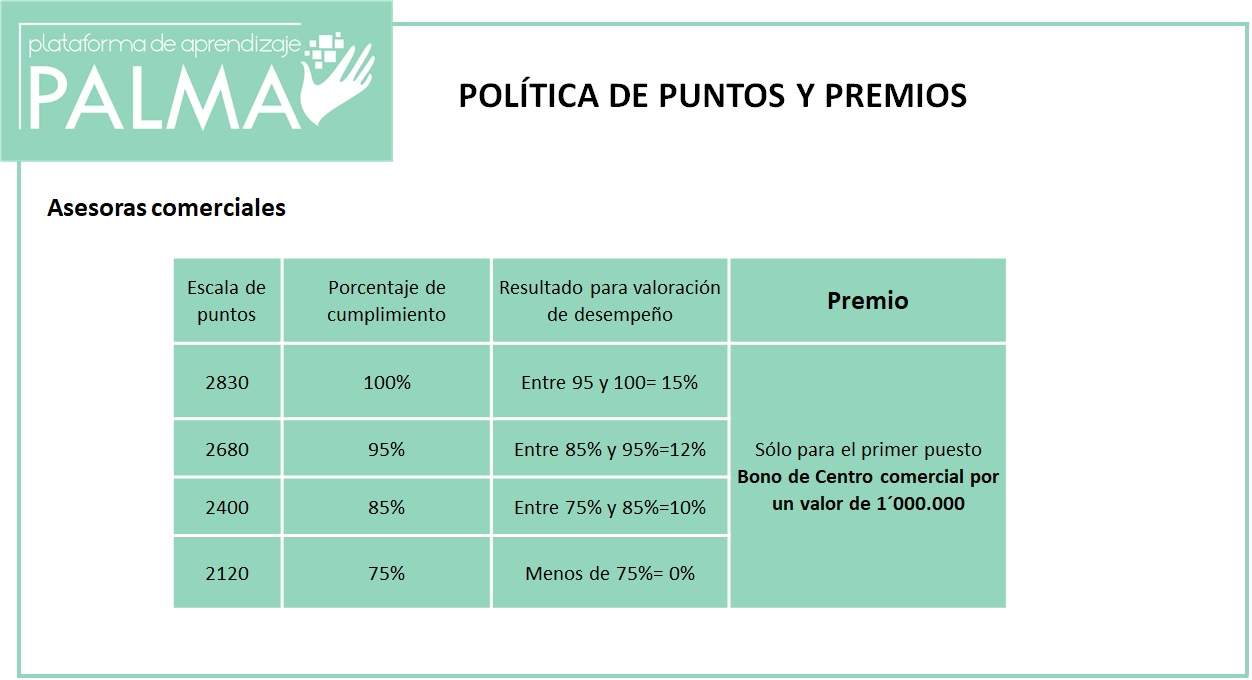 plataforma de aprendizaje
PALMA
POLÍTICA DE PUNTOS Y PREMIOS
Asesoras comerciales
Escala de
puntos
Porcentaje de
cumplimiento
Resultado para valoración
de desempeño
Premio
2830
100%
Entre 95 y 100= 15%
2680
95%
Entre 85% y 95%=12%
2400
85%
Entre 75% y 85%=10%
2120
75%
Menos de 75%= 0%
Sólo para el primer puesto
Bono de Centro comercial por
un valor de 1´000.000